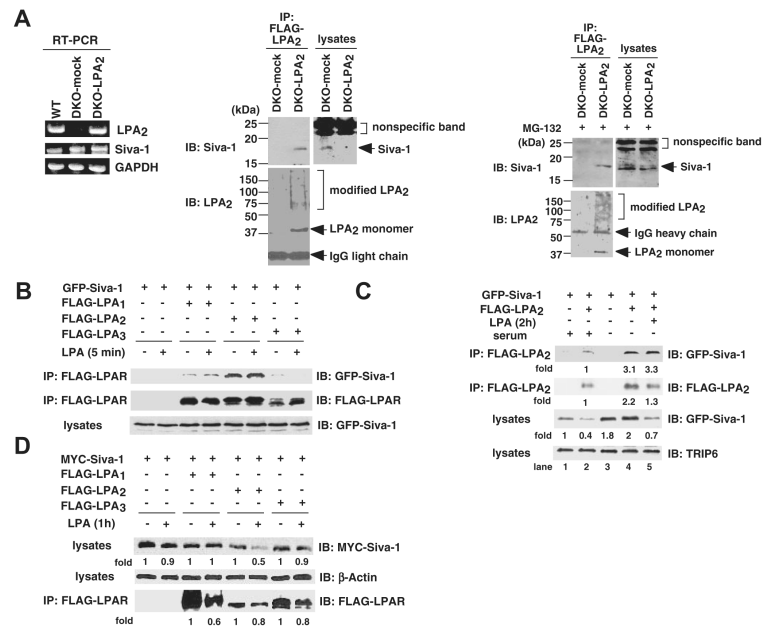 A
RT-PCR
WT
DKO-mock
DKO-LPA2
LPA2
Siva-1
GAPDH
IP:
FLAG-
LPA2
lysates
DKO-mock
DKO-LPA2
DKO-mock
DKO-LPA2
(kDa)
25
20
15
nonspecific band
IB: Siva-1
Siva-1
150
100
75
50
37
IB: LPA2
modified LPA2
LPA2 monomer
IgG light chain
IP:
FLAG-
LPA2
lysates
DKO-mock
DKO-LPA2
DKO-mock
DKO-LPA2
MG-132 + + + +
(kDa)
25
20
15
nonspecific band
IB: Siva-1
Siva-1
150
100
75
50
37
IB: LPA2
modified LPA2
IgG heavy chain
LPA2 monomer
B
GFP-Siva-1 + + + + + + + +
FLAG-LPA1 + +
FLAG-LPA2 + +
FLAG-LPA3 + +
LPA (5 min) - + - + - + - +
IP: FLAG-LPAR IB: GFP-Siva-1
IP: FLAG-LPAR IB: FLAG-LPAR
lysates IB: GFP-Siva-1
C
GFP-Siva-1 + + + + +
FLAG-LPA2 + + +
LPA (2h) +
serum + +
IP: FLAG-LPA2 IB: GFP-Siva-1
fold 1 3.1 3.3
IP: FLAG-LPA2 IB: FLAG-LPA2
fold 1 2.2 1.3
lysates IB: GFP-Siva-1
fold 1 0.4 1.8 2 0.7
lysates IB: TRIP6
lane 1 2 3 4 5
D
MYC-Siva-1 + + + + + + + +
FLAG-LPA1 + +
FLAG-LPA2 + +
FLAG-LPA3 + +
LPA (1h) - + - + - + - +
lysates IB: MYC-Siva-1
fold 1 0.9 1 1 1 0.5 1 0.9
lysates IB: β-Actin
IP: FLAG-LPAR IB: FLAG-LPAR
fold 1 0.6 1 0.8 1 0.8